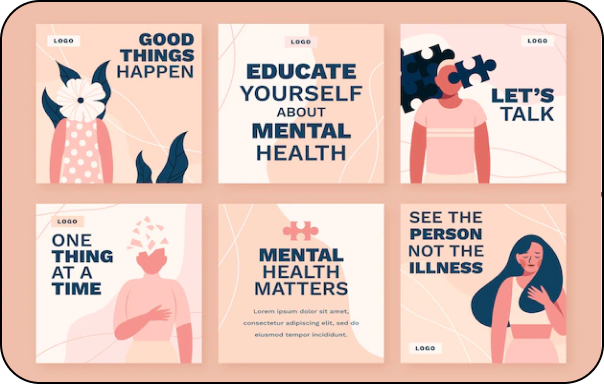 LOGO
GOOD
THINGS
HAPPEN
LOGO
EDUCATE
YOURSELF
ABOUT
MENTAL
HEALTH
LOGO
LET'S
TALK
LOGO
ONE
THING
AT A
TIME
MENTAL
HEALTH
MATTERS
Lorem ipsum dolor sit amet,
consectetur adipiscing elit, sed do
eiusmod tempor incididunt.
SEE THE
PERSON
NOT THE
ILLNESS
LOGO